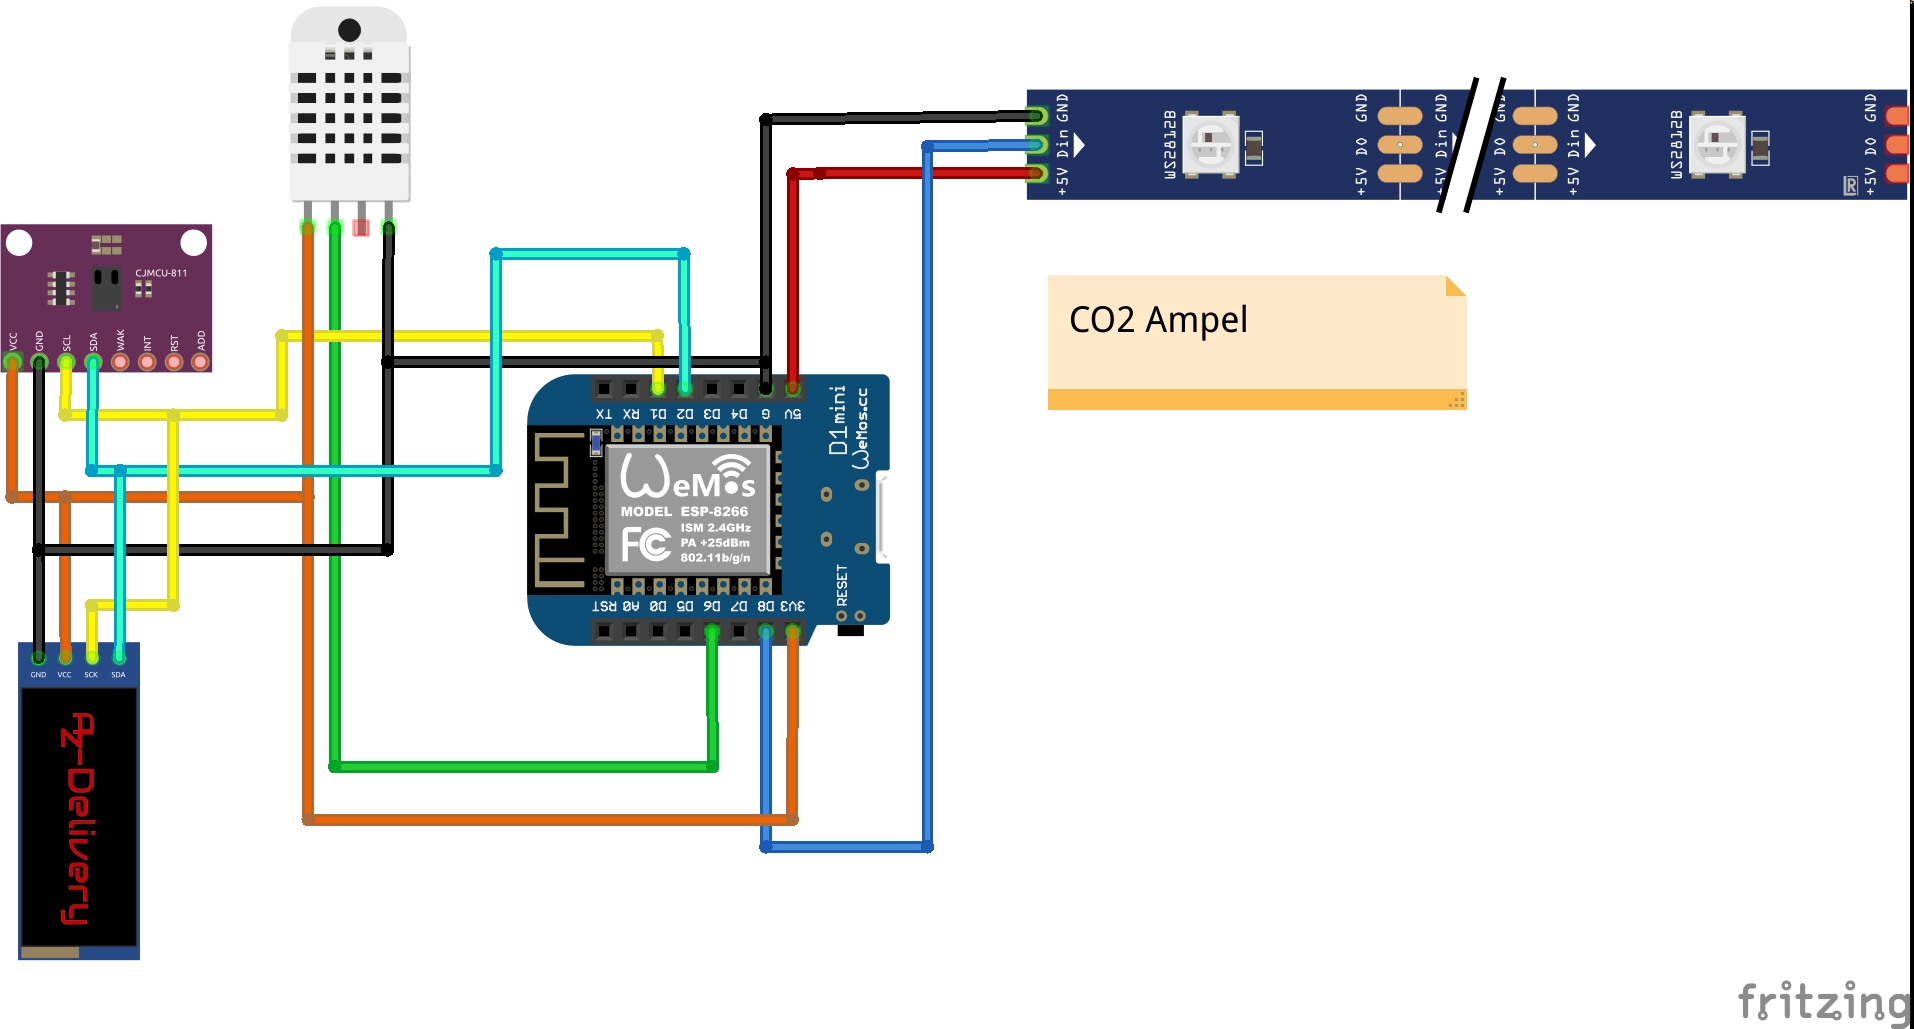 CJMCU-811
VCC GND SCL SDA WAK INT RST ADD
GND Din +5V
WS2812B
GND DO +5V
GND Din +5V
GND DO +5V
GND Din +5V
WS2812B
GND DO +5V
R
CO2 Ampel
TX RX D1 D2 D3 D4 G 5V
D1mini
WeMos.cc
WeMos
MODEL ESP-8266
FC
ISM 2.4GHz
PA +25dBm
802.11b/g/n
RST A0 D0 D5 D6 D7 D8 3V3
RESET
GND VCC SCK SDA
AZ-Delivery
fritzing